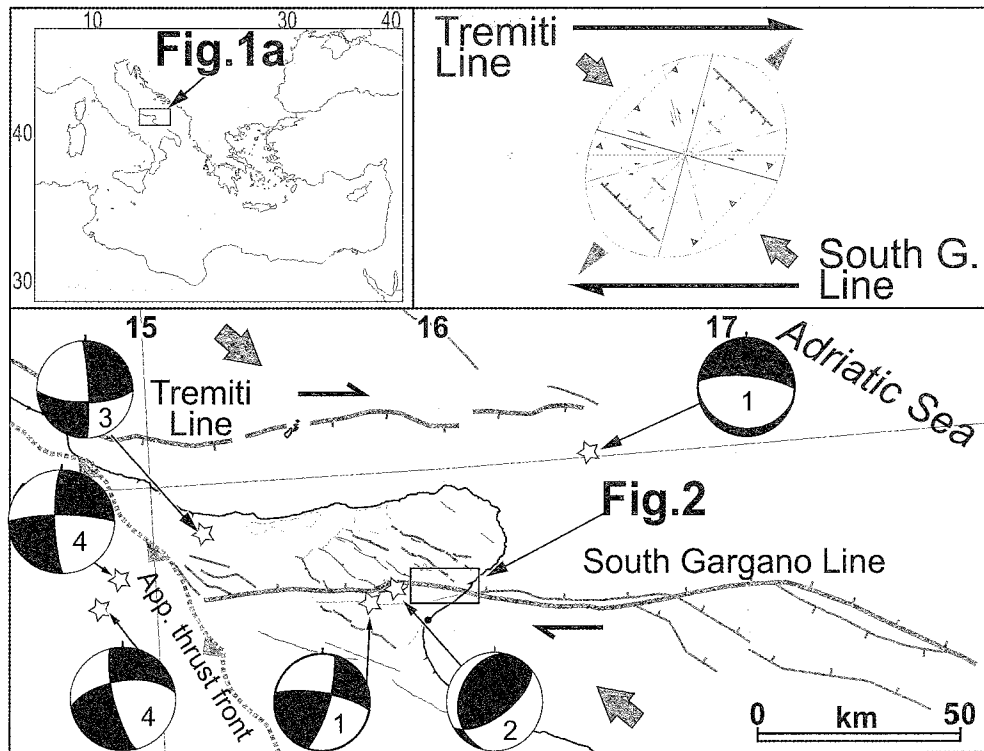 10
30
40
Fig.1a
40
30
Tremiti
Line
South G.
Line
15
16
17
Adriatic Sea
Tremiti
Line
3
1
4
Fig.2
South Gargano Line
App. thrust front
4
1
2
0
km
50